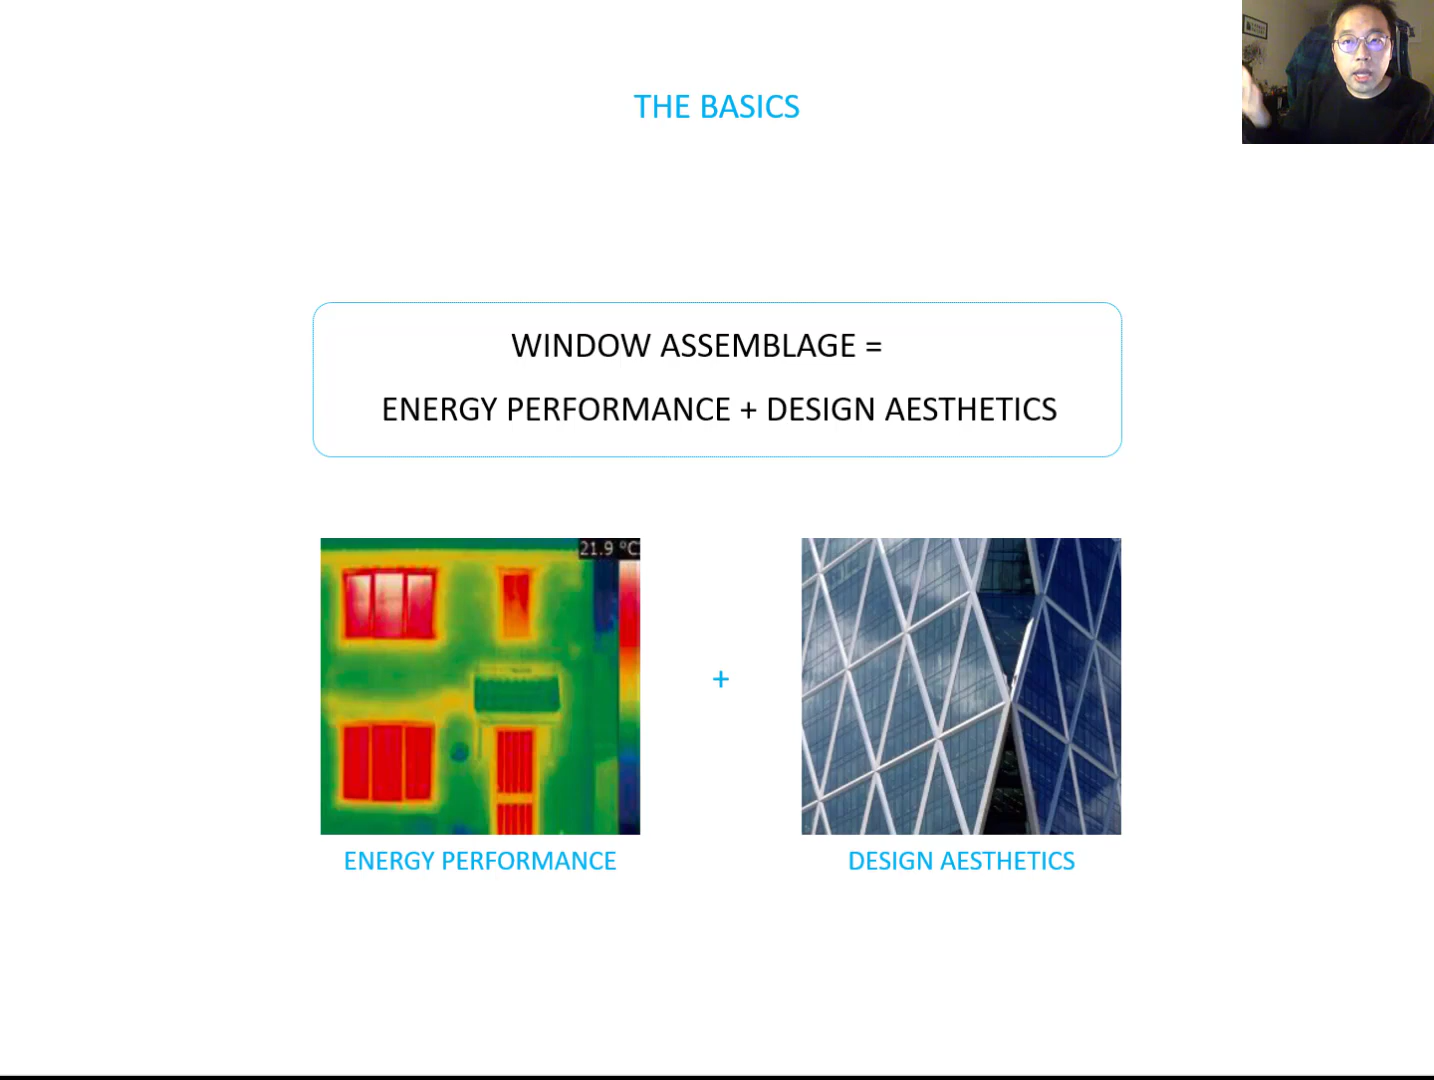 THE BASICS
WINDOW ASSEMBLAGE =
ENERGY PERFORMANCE + DESIGN AESTHETICS
21.9 °C
+
ENERGY PERFORMANCE
DESIGN AESTHETICS